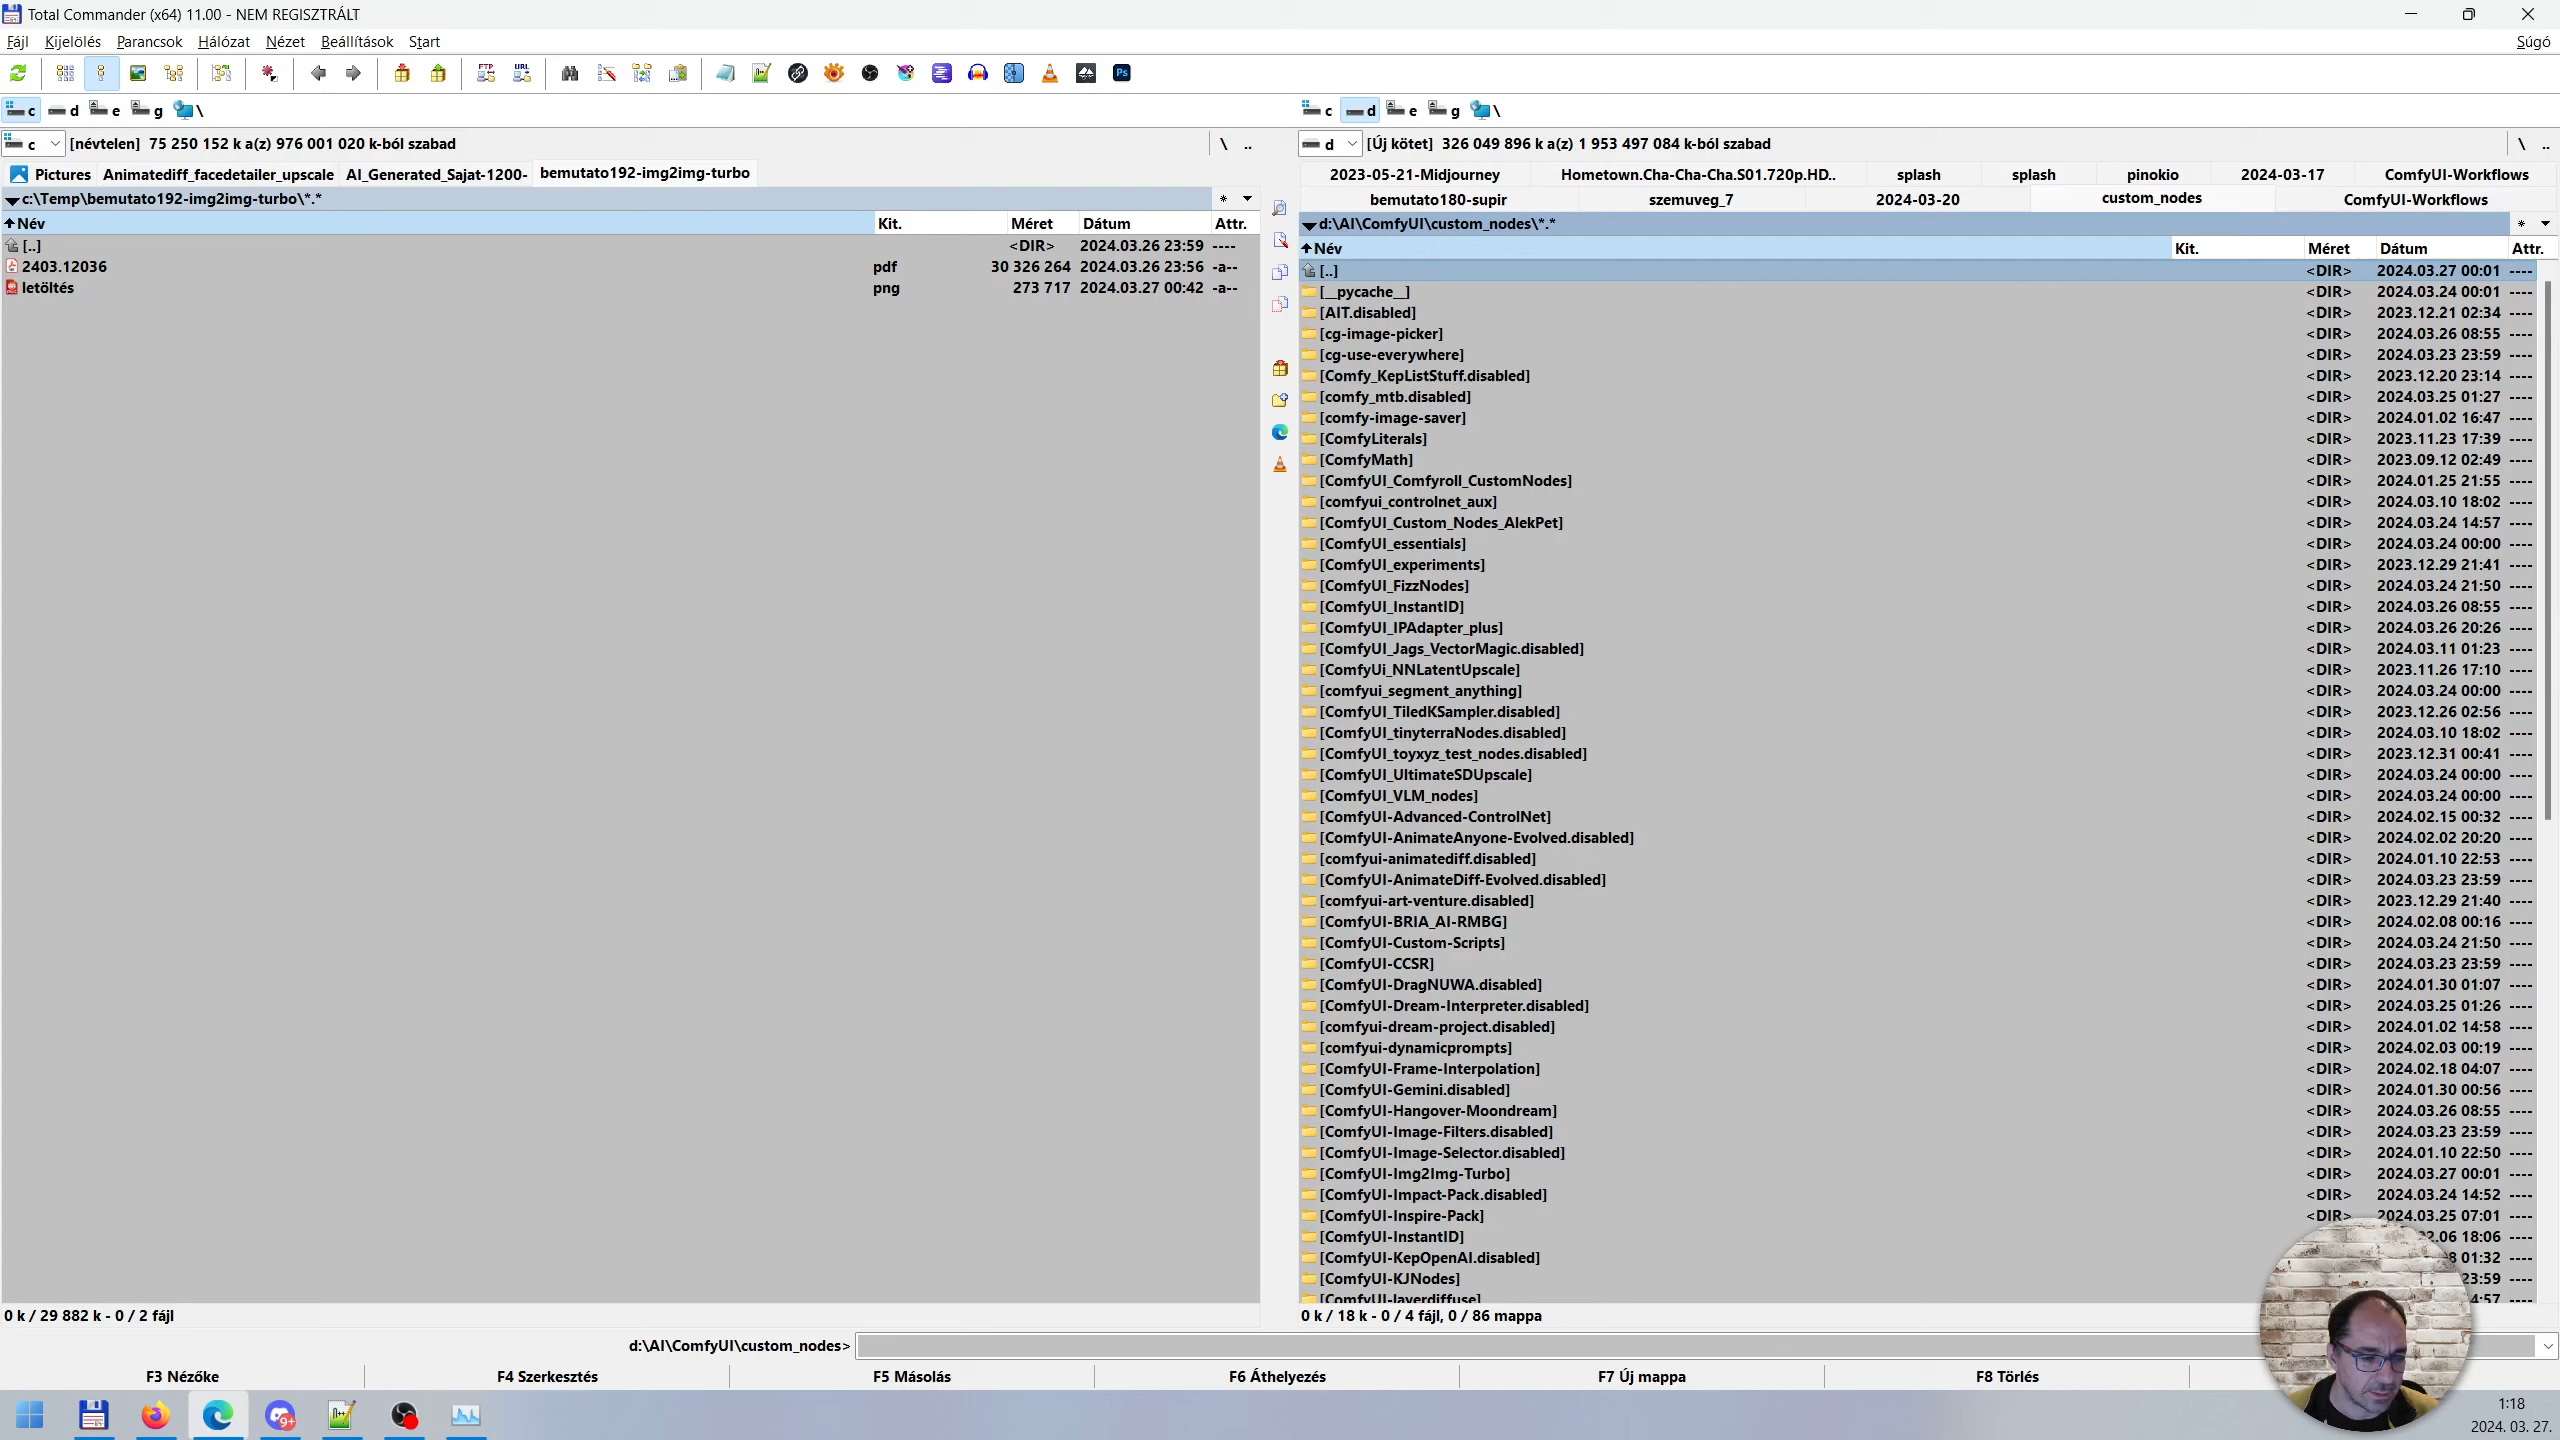 Total Commander (x64) 11.00 - NEM REGISZTRÁLT
Fájl Kijelölés Parancsok Hálózat Nézet Beállítások Start Súgó
FTP URL Ps
c d e g \
c d e g \
c [névtelen] 75 250 152 k a(z) 976 001 020 k-ból szabad \ ..
d [Új kötet] 326 049 896 k a(z) 1 953 497 084 k-ból szabad \ ..
Pictures Animatediff_facedetailer_upscale AI_Generated_Sajat-1200- bemutato192-img2img-turbo
c:\Temp\bemutato192-img2img-turbo\*.* *
Név Kit. Méret Dátum Attr.
[..] <DIR> 2024.03.26 23:59 ----
2403.12036 pdf 30 326 264 2024.03.26 23:56 -a--
letöltés png 273 717 2024.03.27 00:42 -a--
0 k / 29 882 k - 0 / 2 fájl
2023-05-21-Midjourney Hometown.Cha-Cha-Cha.S01.720p.HD.. splash splash pinokio 2024-03-17 ComfyUI-Workflows
bemutato180-supir szemuveg_7 2024-03-20 custom_nodes ComfyUI-Workflows
d:\AI\ComfyUI\custom_nodes\*.* *
Név Kit. Méret Dátum Attr.
[..] <DIR> 2024.03.27 00:01 ----
[__pycache__] <DIR> 2024.03.24 00:01 ----
[AIT.disabled] <DIR> 2023.12.21 02:34 ----
[cg-image-picker] <DIR> 2024.03.26 08:55 ----
[cg-use-everywhere] <DIR> 2024.03.23 23:59 ----
[Comfy_KepListStuff.disabled] <DIR> 2023.12.20 23:14 ----
[comfy_mtb.disabled] <DIR> 2024.03.25 01:27 ----
[comfy-image-saver] <DIR> 2024.01.02 16:47 ----
[ComfyLiterals] <DIR> 2023.11.23 17:39 ----
[ComfyMath] <DIR> 2023.09.12 02:49 ----
[ComfyUI_Comfyroll_CustomNodes] <DIR> 2024.01.25 21:55 ----
[comfyui_controlnet_aux] <DIR> 2024.03.10 18:02 ----
[ComfyUI_Custom_Nodes_AlekPet] <DIR> 2024.03.24 14:57 ----
[ComfyUI_essentials] <DIR> 2024.03.24 00:00 ----
[ComfyUI_experiments] <DIR> 2023.12.29 21:41 ----
[ComfyUI_FizzNodes] <DIR> 2024.03.24 21:50 ----
[ComfyUI_InstantID] <DIR> 2024.03.26 08:55 ----
[ComfyUI_IPAdapter_plus] <DIR> 2024.03.26 20:26 ----
[ComfyUI_Jags_VectorMagic.disabled] <DIR> 2024.03.11 01:23 ----
[ComfyUi_NNLatentUpscale] <DIR> 2023.11.26 17:10 ----
[comfyui_segment_anything] <DIR> 2024.03.24 00:00 ----
[ComfyUI_TiledKSampler.disabled] <DIR> 2023.12.26 02:56 ----
[ComfyUI_tinyterraNodes.disabled] <DIR> 2024.03.10 18:02 ----
[ComfyUI_toyxyz_test_nodes.disabled] <DIR> 2023.12.31 00:41 ----
[ComfyUI_UltimateSDUpscale] <DIR> 2024.03.24 00:00 ----
[ComfyUI_VLM_nodes] <DIR> 2024.03.24 00:00 ----
[ComfyUI-Advanced-ControlNet] <DIR> 2024.02.15 00:32 ----
[ComfyUI-AnimateAnyone-Evolved.disabled] <DIR> 2024.02.02 20:20 ----
[comfyui-animatediff.disabled] <DIR> 2024.01.10 22:53 ----
[ComfyUI-AnimateDiff-Evolved.disabled] <DIR> 2024.03.23 23:59 ----
[comfyui-art-venture.disabled] <DIR> 2023.12.29 21:40 ----
[ComfyUI-BRIA_AI-RMBG] <DIR> 2024.02.08 00:16 ----
[ComfyUI-Custom-Scripts] <DIR> 2024.03.24 21:50 ----
[ComfyUI-CCSR] <DIR> 2024.03.23 23:59 ----
[ComfyUI-DragNUWA.disabled] <DIR> 2024.01.30 01:07 ----
[ComfyUI-Dream-Interpreter.disabled] <DIR> 2024.03.25 01:26 ----
[comfyui-dream-project.disabled] <DIR> 2024.01.02 14:58 ----
[comfyui-dynamicprompts] <DIR> 2024.02.03 00:19 ----
[ComfyUI-Frame-Interpolation] <DIR> 2024.02.18 04:07 ----
[ComfyUI-Gemini.disabled] <DIR> 2024.01.30 00:56 ----
[ComfyUI-Hangover-Moondream] <DIR> 2024.03.26 08:55 ----
[ComfyUI-Image-Filters.disabled] <DIR> 2024.03.23 23:59 ----
[ComfyUI-Image-Selector.disabled] <DIR> 2024.01.10 22:50 ----
[ComfyUI-Img2Img-Turbo] <DIR> 2024.03.27 00:01 ----
[ComfyUI-Impact-Pack.disabled] <DIR> 2024.03.24 14:52 ----
[ComfyUI-Inspire-Pack] <DIR> 2024.03.25 07:01 ----
[ComfyUI-InstantID] 18:06 ----
[ComfyUI-KepOpenAI.disabled] 01:32 ----
[ComfyUI-KJNodes] 23:59 ----
[ComfyUI-layerdiffuse] ----
0 k / 18 k - 0 / 4 fájl, 0 / 86 mappa
d:\AI\ComfyUI\custom_nodes>
F3 Nézőke F4 Szerkesztés F5 Másolás F6 Áthelyezés F7 Új mappa F8 Törlés
9+
1:18
2024. 03. 27.